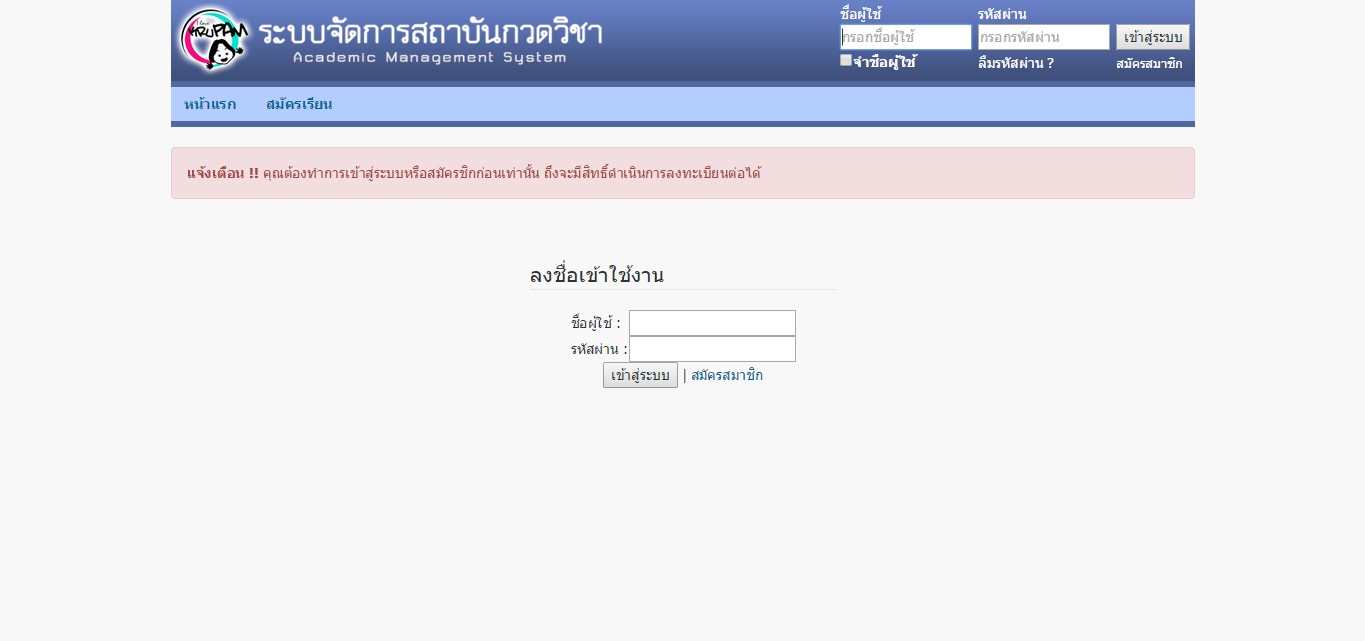 I love
KRUPAM
ระบบจัดการสถาบันกวดวิชา
Academic Management System
ชื่อผู้ใช้
รหัสผ่าน
กรอกชื่อผู้ใช้
กรอกรหัสผ่าน
เข้าสู่ระบบ
จำชื่อผู้ใช้
ลืมรหัสผ่าน ?
สมัครสมาชิก
หน้าแรก
สมัครเรียน
แจ้งเตือน !! คุณต้องทำการเข้าสู่ระบบหรือสมัครชิกก่อนเท่านั้น ถึงจะมีสิทธิ์ดำเนินการลงทะเบียนต่อได้
ลงชื่อเข้าใช้งาน
ชื่อผู้ใช้ :
รหัสผ่าน :
เข้าสู่ระบบ | สมัครสมาชิก